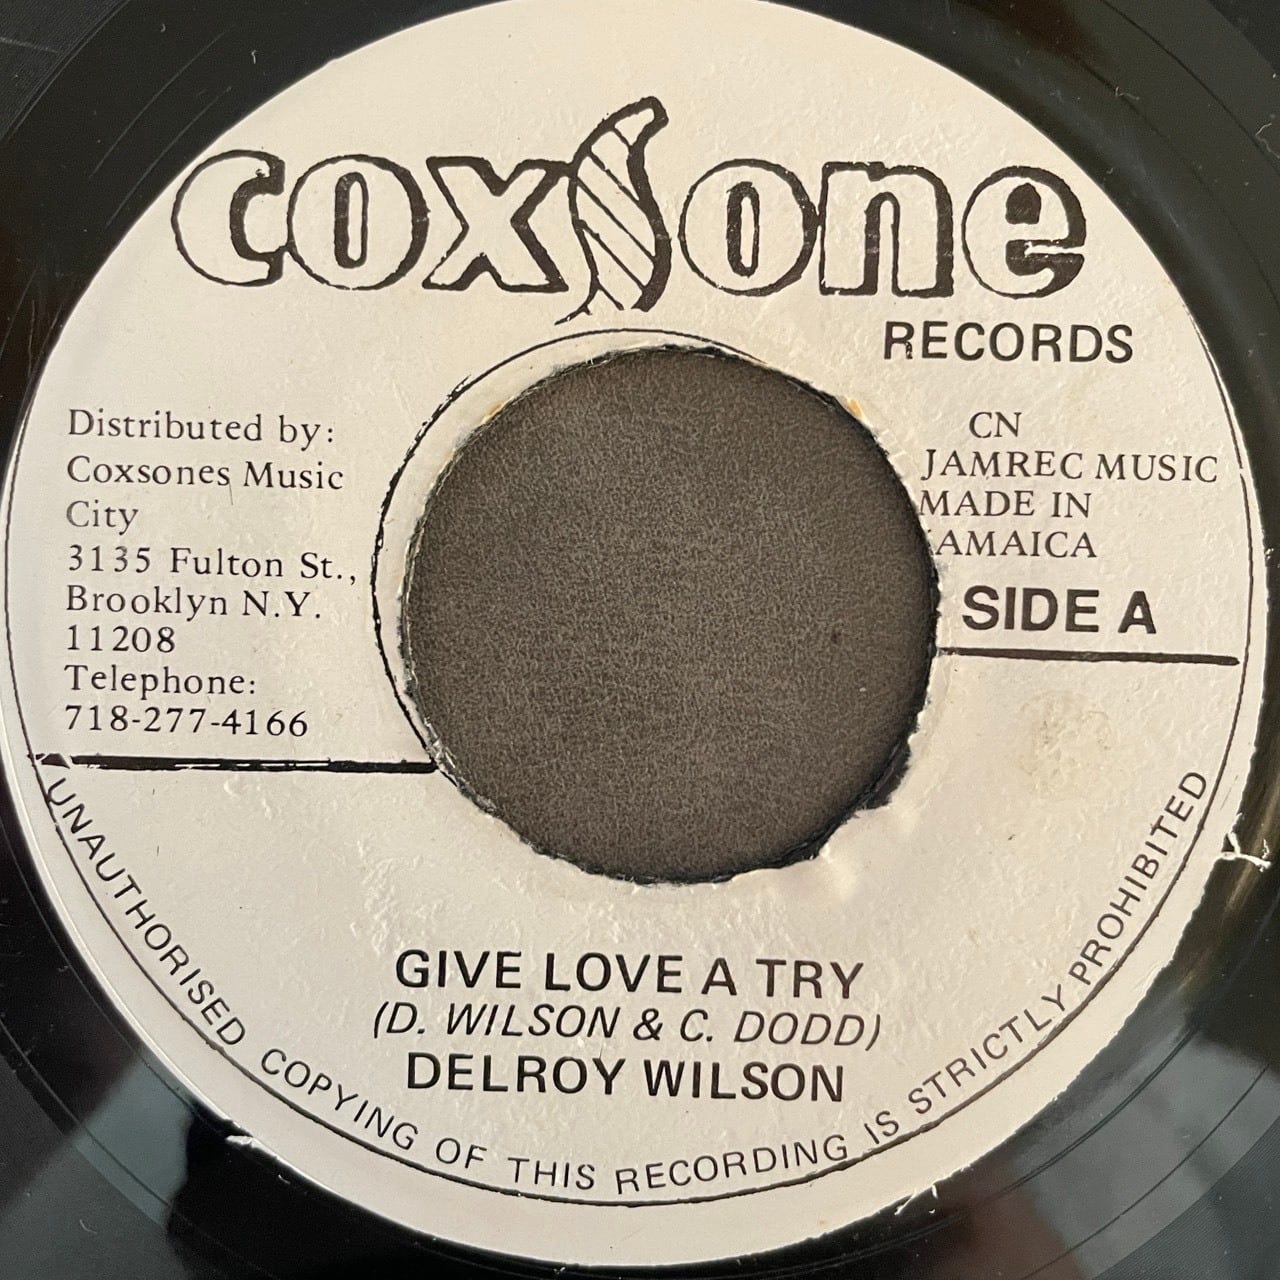 coxsone
RECORDS
Distributed by:
Coxsones Music
City
3135 Fulton St.,
Brooklyn N.Y.
11208
Telephone:
718-277-4166
CN
JAMREC MUSIC
MADE IN
JAMAICA
SIDE A
GIVE LOVE A TRY
(D. WILSON & C. DODD)
DELROY WILSON
UNAUTHORISED COPYING OF THIS RECORDING IS STRICTLY PROHIBITED